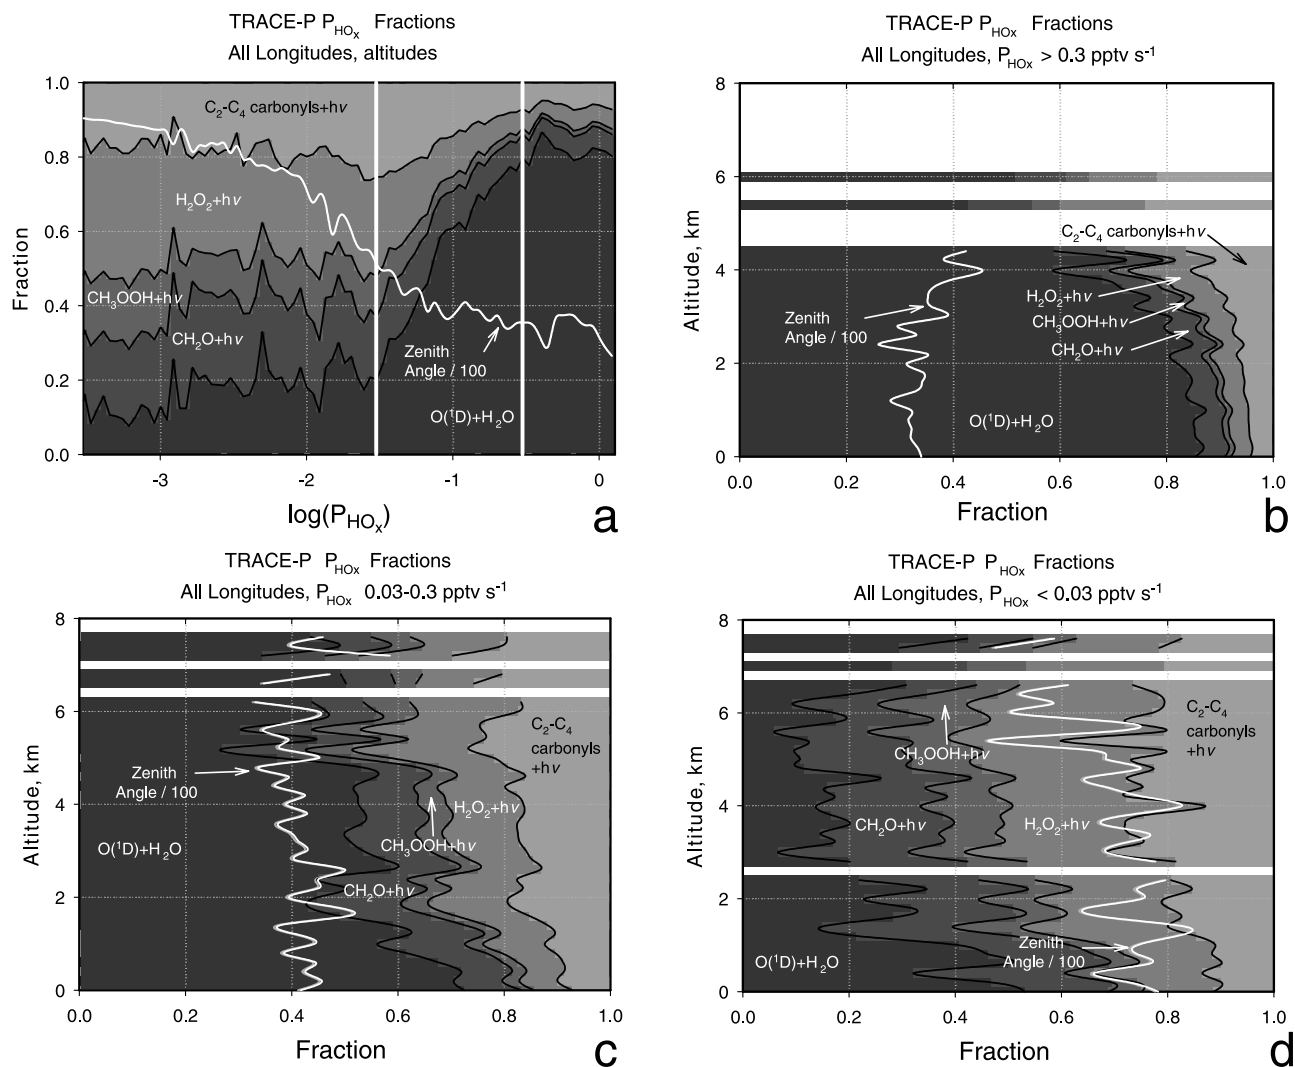 TRACE-P P_HOx Fractions
All Longitudes, altitudes
1.0
0.8
0.6
0.4
0.2
0.0
Fraction
C₂-C₄ carbonyls+hν
H₂O₂+hν
CH₃OOH+hν
CH₂O+hν
Zenith
Angle / 100
O(¹D)+H₂O
-3
-2
-1
0
log(P_HOx)
a
TRACE-P P_HOx Fractions
All Longitudes, P_HOx > 0.3 pptv s⁻¹
8
6
4
2
0
Altitude, km
C₂-C₄ carbonyls+hν
H₂O₂+hν
CH₃OOH+hν
CH₂O+hν
Zenith
Angle / 100
O(¹D)+H₂O
0.0
0.2
0.4
0.6
0.8
1.0
Fraction
b
TRACE-P P_HOx Fractions
All Longitudes, P_HOx 0.03-0.3 pptv s⁻¹
8
6
4
2
0
Altitude, km
C₂-C₄
carbonyls
+hν
Zenith
Angle / 100
H₂O₂+hν
CH₃OOH+hν
O(¹D)+H₂O
CH₂O+hν
0.0
0.2
0.4
0.6
0.8
1.0
Fraction
c
TRACE-P P_HOx Fractions
All Longitudes, P_HOx < 0.03 pptv s⁻¹
8
6
4
2
0
Altitude, km
C₂-C₄
carbonyls
+hν
CH₃OOH+hν
CH₂O+hν
H₂O₂+hν
Zenith
Angle / 100
O(¹D)+H₂O
0.0
0.2
0.4
0.6
0.8
1.0
Fraction
d